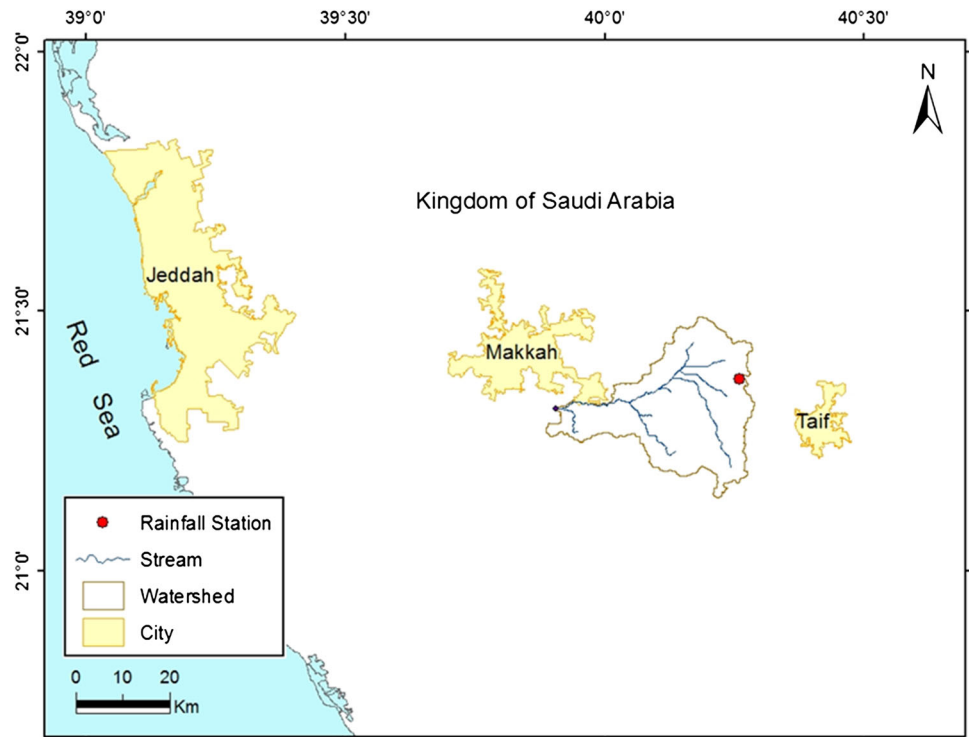 39°0' 39°30' 40°0' 40°30'
22°0'
N
Kingdom of Saudi Arabia
Jeddah
21°30'
Makkah
Red Sea
Taif
Rainfall Station
Stream
21°0'
Watershed
City
0 10 20
Km